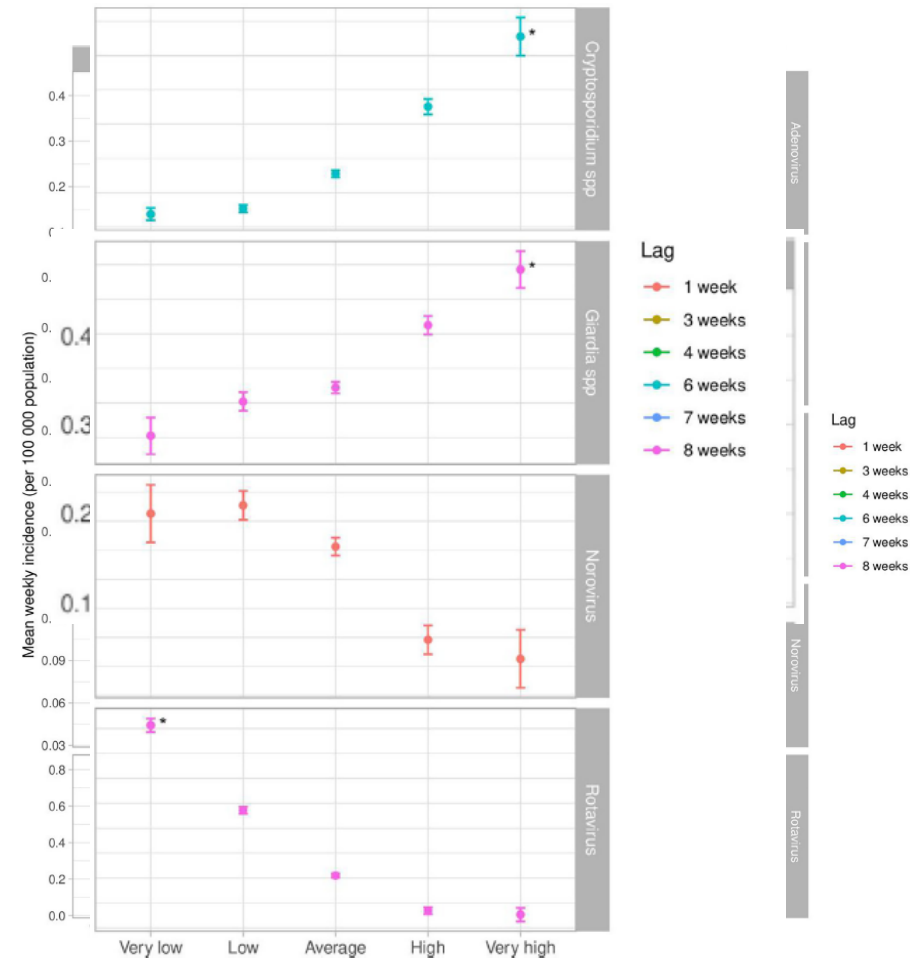 Mean weekly incidence (per 100 000 population)
0.4
0.3
0.2
Cryptosporidium spp
*
0.
0.
0.
0.
0.4
0.3
Giardia spp
*
0.
0.
0.
0.2
0.1
0.09
0.06
0.03
Norovirus
0.8
0.6
0.4
0.2
0.0
Rotavirus
*
Very low
Low
Average
High
Very high
Lag
1 week
3 weeks
4 weeks
6 weeks
7 weeks
8 weeks
Adenovirus
Norovirus
Rotavirus
Lag
1 week
3 weeks
4 weeks
6 weeks
7 weeks
8 weeks